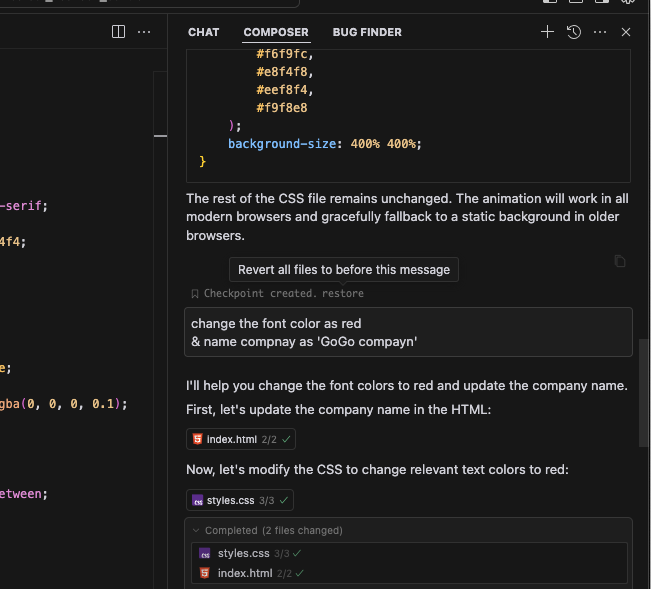 CHAT COMPOSER BUG FINDER
#f6f9fc,
#e8f4f8,
#eef8f4,
#f9f8e8
);
background-size: 400% 400%;
}
-serif;
4f4;
e;
gba(0, 0, 0, 0.1);
etween;
The rest of the CSS file remains unchanged. The animation will work in all
modern browsers and gracefully fallback to a static background in older
browsers.
Revert all files to before this message
Checkpoint created. restore
change the font color as red
& name compnay as 'GoGo compayn'
I'll help you change the font colors to red and update the company name.
First, let's update the company name in the HTML:
index.html 2/2
Now, let's modify the CSS to change relevant text colors to red:
styles.css 3/3
Completed (2 files changed)
styles.css 3/3
index.html 2/2